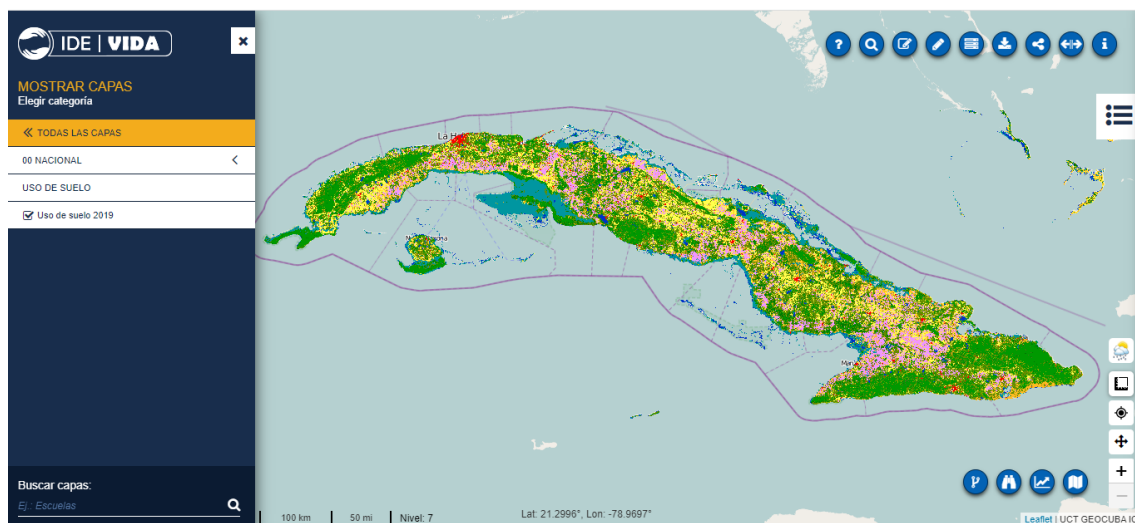 IDE | VIDA
MOSTRAR CAPAS
Elegir categoría
TODAS LAS CAPAS
00 NACIONAL
USO DE SUELO
Uso de suelo 2019
Buscar capas:
Ej.: Escuelas
La H
100 km
50 mi
Nivel: 7
Lat: 21.2996°, Lon: -78.9697°
Leaflet | UCT GEOCUBA IC